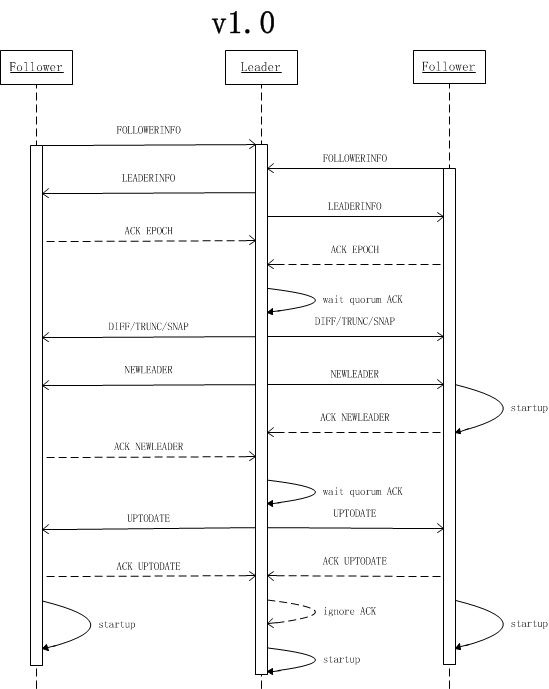 v1.0
Follower
Leader
Follower
FOLLOWERINFO
FOLLOWERINFO
LEADERINFO
LEADERINFO
ACK EPOCH
ACK EPOCH
wait quorum ACK
DIFF/TRUNC/SNAP
DIFF/TRUNC/SNAP
NEWLEADER
NEWLEADER
startup
ACK NEWLEADER
ACK NEWLEADER
wait quorum ACK
UPTODATE
UPTODATE
ACK UPTODATE
ACK UPTODATE
ignore ACK
startup
startup
startup